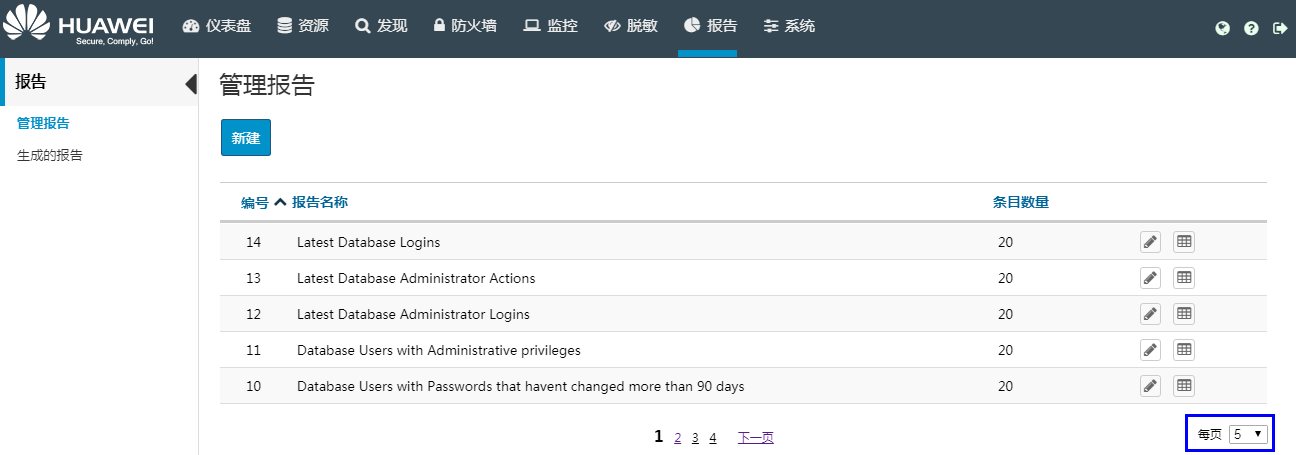 HUAWEI
Secure, Comply, Go!
仪表盘 资源 发现 防火墙 监控 脱敏 报告 系统
报告
管理报告
生成的报告
管理报告
新建
编号 报告名称 条目数量
14 Latest Database Logins 20
13 Latest Database Administrator Actions 20
12 Latest Database Administrator Logins 20
11 Database Users with Administrative privileges 20
10 Database Users with Passwords that havent changed more than 90 days 20
1 2 3 4 下一页
每页 5